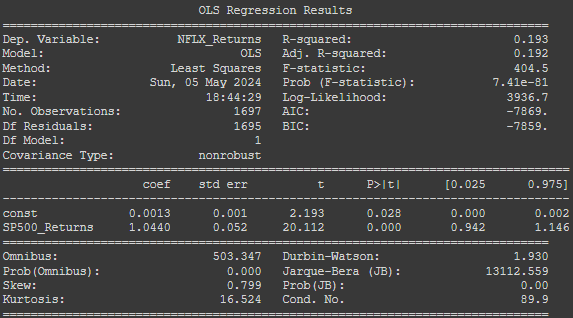 OLS Regression Results
==============================================================================
Dep. Variable: NFLX_Returns R-squared: 0.193
Model: OLS Adj. R-squared: 0.192
Method: Least Squares F-statistic: 404.5
Date: Sun, 05 May 2024 Prob (F-statistic): 7.41e-81
Time: 18:44:29 Log-Likelihood: 3936.7
No. Observations: 1697 AIC: -7869.
Df Residuals: 1695 BIC: -7859.
Df Model: 1
Covariance Type: nonrobust
=================================================================================
coef std err t P>|t| [0.025 0.975]
---------------------------------------------------------------------------------
const 0.0013 0.001 2.193 0.028 0.000 0.002
SP500_Returns 1.0440 0.052 20.112 0.000 0.942 1.146
==============================================================================
Omnibus: 503.347 Durbin-Watson: 1.930
Prob(Omnibus): 0.000 Jarque-Bera (JB): 13112.559
Skew: 0.799 Prob(JB): 0.00
Kurtosis: 16.524 Cond. No. 89.9
==============================================================================